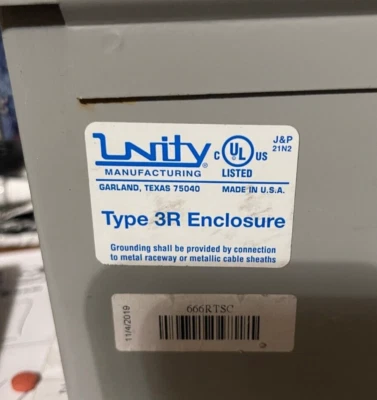 Unity
MANUFACTURING
GARLAND, TEXAS 75040
C UL US
LISTED
J&P
21N2
MADE IN U.S.A.
Type 3R Enclosure
Grounding shall be provided by connection
to metal raceway or metallic cable sheaths
11/4/2019
666RTSC